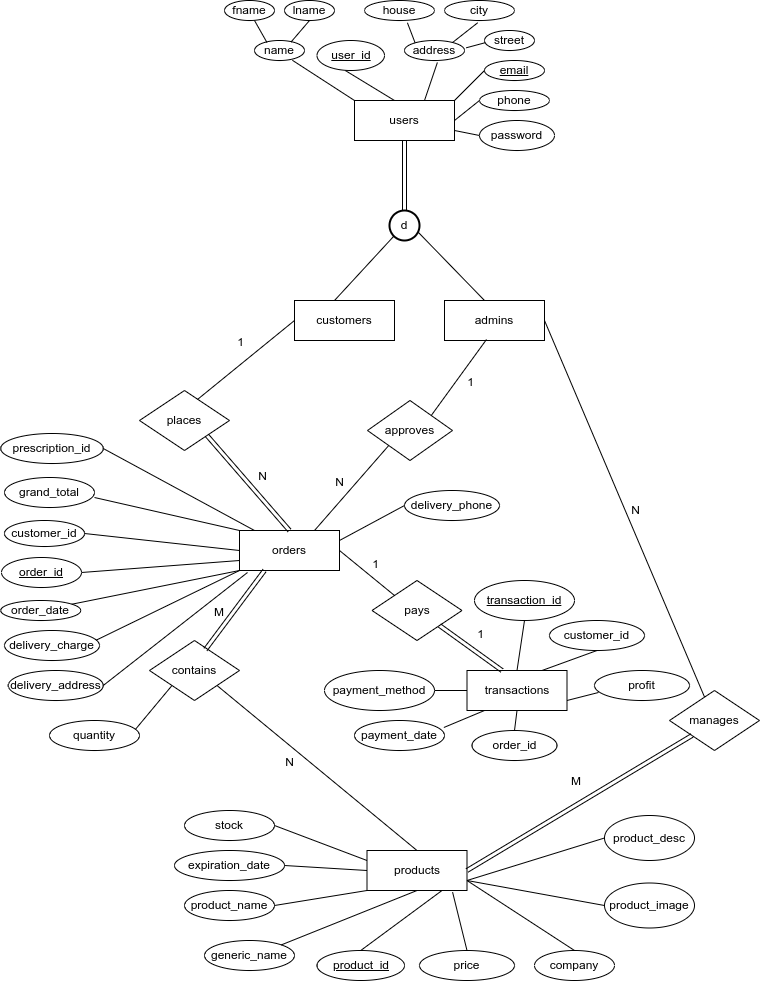 fname
lname
house
city
name
user_id
address
street
email
users
phone
password
d
customers
admins
1
1
places
approves
prescription_id
N
N
grand_total
delivery_phone
N
customer_id
orders
order_id
1
order_date
M
pays
transaction_id
delivery_charge
1
customer_id
contains
delivery_address
payment_method
transactions
profit
quantity
payment_date
order_id
manages
N
M
stock
product_desc
expiration_date
products
product_name
product_image
generic_name
product_id
price
company